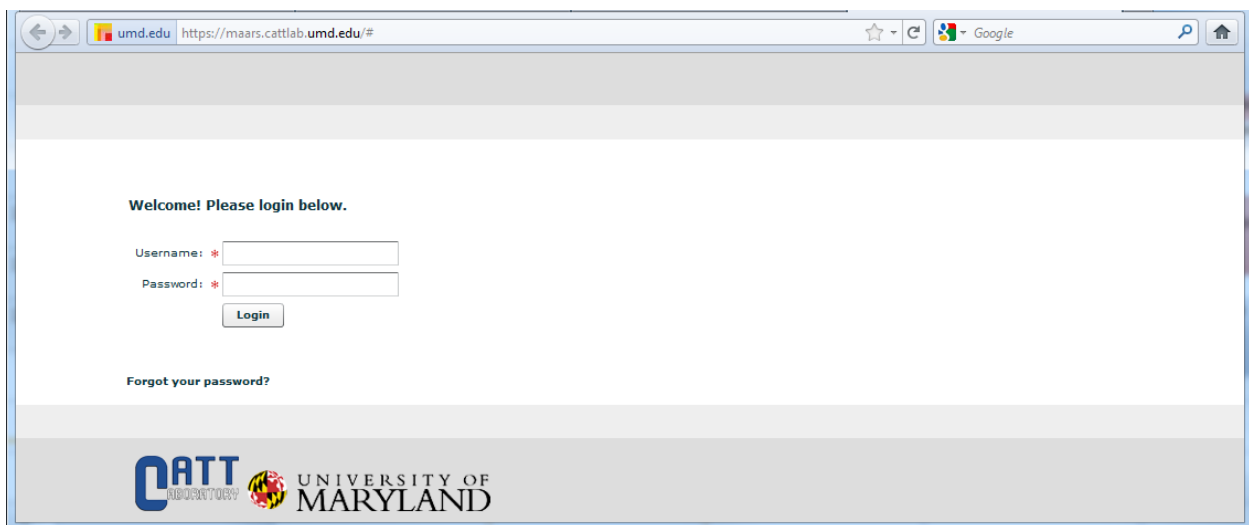 umd.edu https://maars.cattlab.umd.edu/# Google
Welcome! Please login below.
Username: *
Password: *
Login
Forgot your password?
CATT
LABORATORY
UNIVERSITY OF
MARYLAND